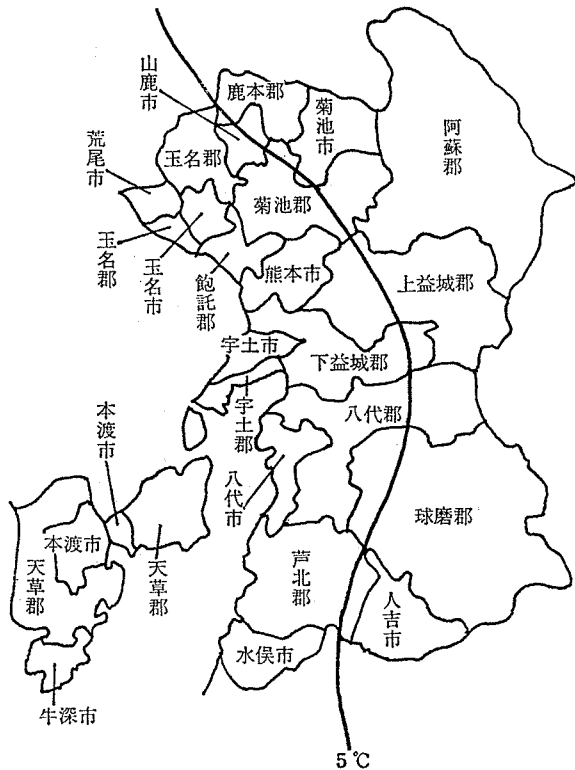 山鹿市
鹿本郡
菊池市
阿蘇郡
荒尾市
玉名郡
菊池郡
玉名郡
玉名市
飽託郡
熊本市
上益城郡
宇土市
下益城郡
宇土郡
八代郡
本渡市
八代市
球磨郡
本渡市
天草郡
天草郡
芦北郡
人吉市
水俣市
牛深市
5℃